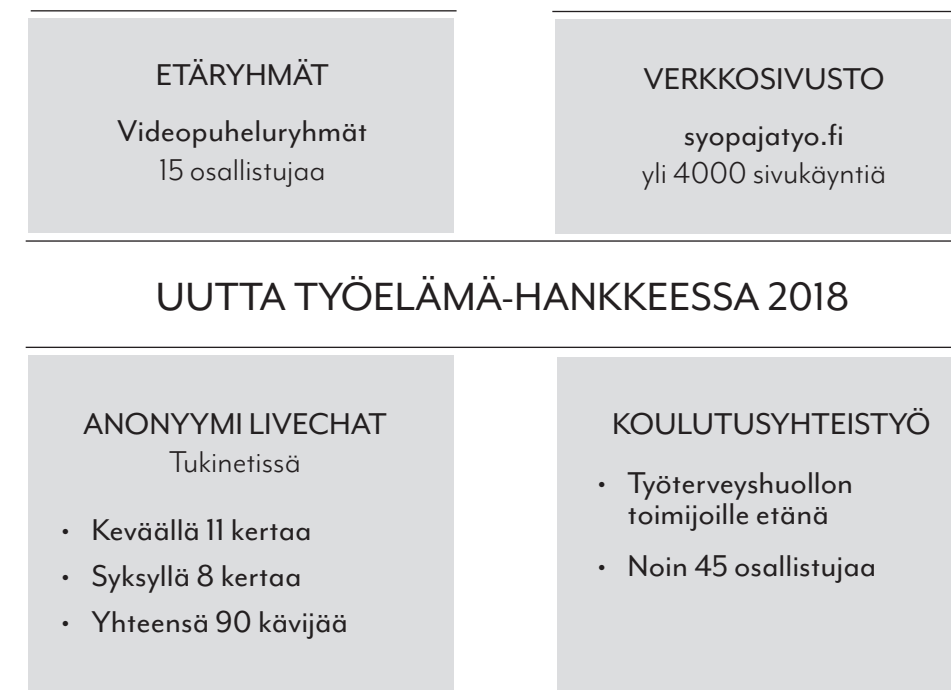 ETÄRYHMÄT
Videopuheluryhmät
15 osallistujaa
VERKKOSIVUSTO
syopajatyo.fi
yli 4000 sivukäyntiä
UUTTA TYÖELÄMÄ-HANKKEESSA 2018
ANONYYMI LIVECHAT
Tukinetissä
• Keväällä 11 kertaa
• Syksyllä 8 kertaa
• Yhteensä 90 kävijää
KOULUTUSYHTEISTYÖ
• Työterveyshuollon
toimijoille etänä
• Noin 45 osallistujaa